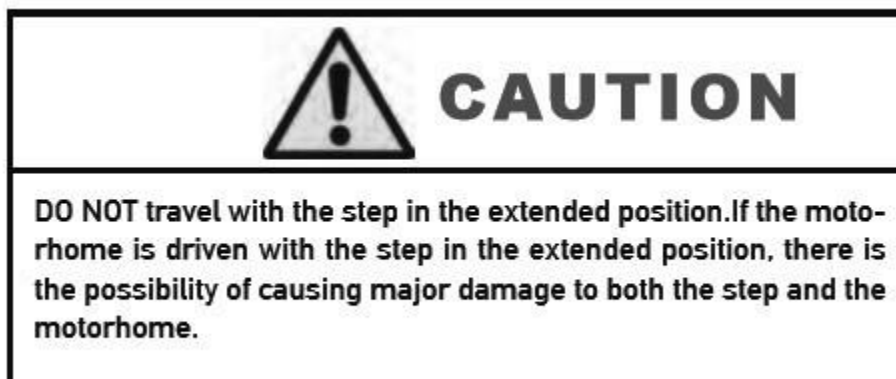 CAUTION
DO NOT travel with the step in the extended position.If the moto-
rhome is driven with the step in the extended position, there is
the possibility of causing major damage to both the step and the
motorhome.